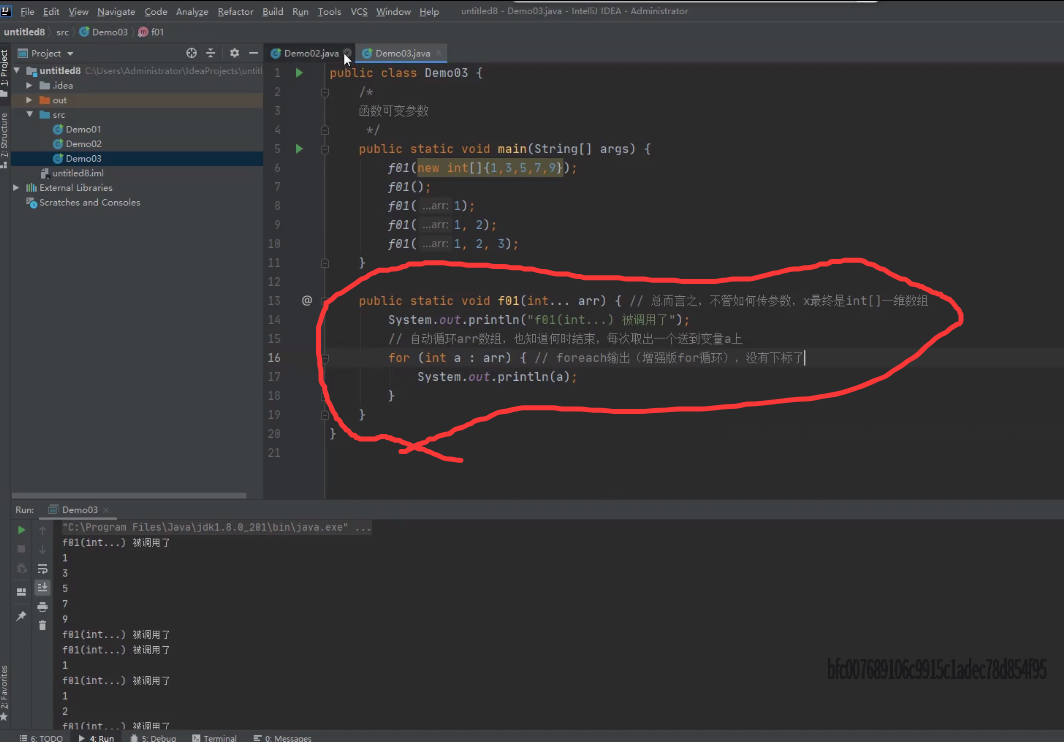 File Edit View Navigate Code Analyze Refactor Build Run Tools VCS Window Help untitled8 - Demo03.java - IntelliJ IDEA - Administrator
untitled8 src Demo03 f01
Project Demo02.java Demo03.java
1: Project
Z: Structure
2: Favorites
untitled8 C:\Users\Administrator\IdeaProjects\untitl
.idea
out
src
Demo01
Demo02
Demo03
untitled8.iml
External Libraries
Scratches and Consoles
1 public class Demo03 {
2 /*
3 函数可变参数
4 */
5 public static void main(String[] args) {
6 f01(new int[]{1,3,5,7,9});
7 f01();
8 f01( ...arr: 1);
9 f01( ...arr: 1, 2);
10 f01( ...arr: 1, 2, 3);
11 }
12
13 @ public static void f01(int... arr) { // 总而言之, 不管如何传参数, x最终是int[]一维数组
14 System.out.println("f01(int...) 被调用了");
15 // 自动循环arr数组, 也知道何时结束, 每次取出一个送到变量a上
16 for (int a : arr) { // foreach输出（增强版for循环）, 没有下标了
17 System.out.println(a);
18 }
19 }
20 }
21
Run: Demo03
"C:\Program Files\Java\jdk1.8.0_201\bin\java.exe" ...
f01(int...) 被调用了
1
3
5
7
9
f01(int...) 被调用了
f01(int...) 被调用了
1
f01(int...) 被调用了
1
2
f01(int...) 被调用了
bfc007689106c9915c1adec78d854f95
6: TODO 4: Run 5: Debug Terminal 0: Messages